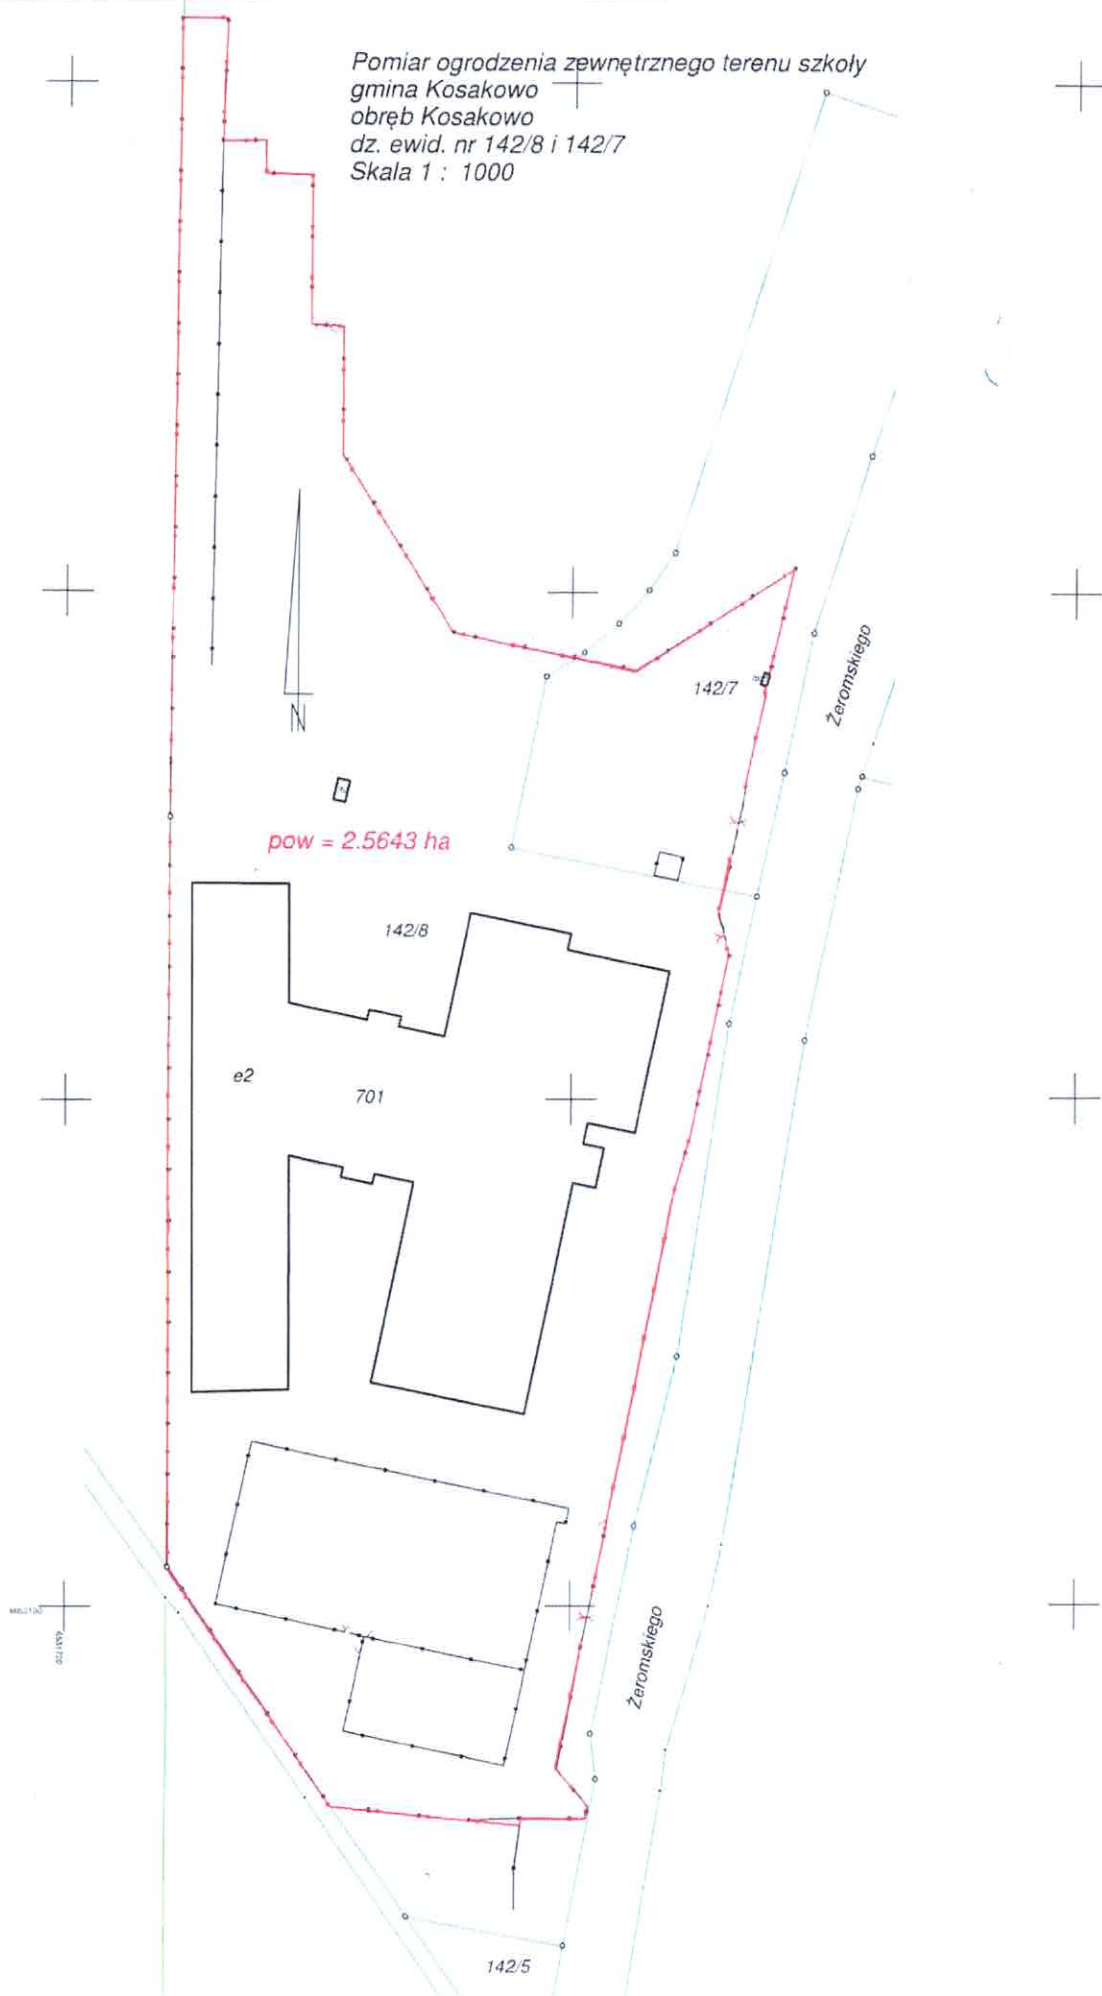 Pomiar ogrodzenia zewnętrznego terenu szkoły
gmina Kosakowo
obręb Kosakowo
dz. ewid. nr 142/8 i 142/7
Skala 1 : 1000
Żeromskiego
142/7
N
pow = 2.5643 ha
142/8
e2
701
Żeromskiego
142/5